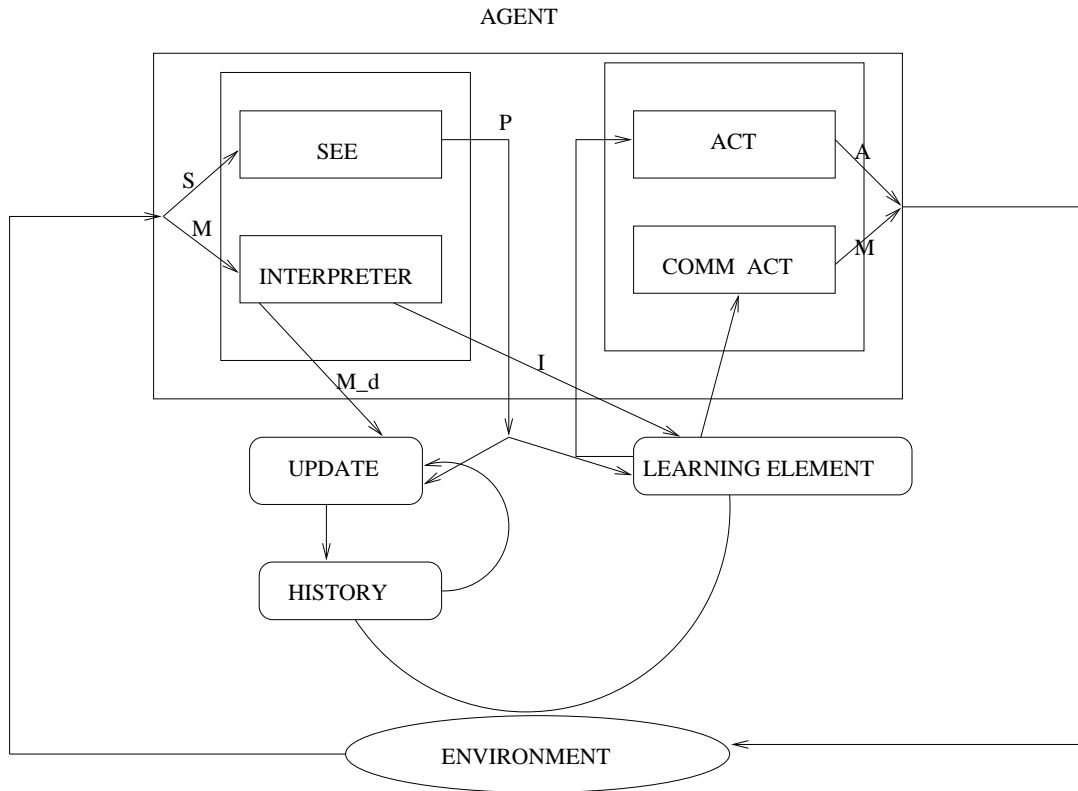 AGENT
P
SEE
ACT
A
S
M
INTERPRETER
COMM ACT
M
I
M_d
UPDATE
LEARNING ELEMENT
HISTORY
ENVIRONMENT